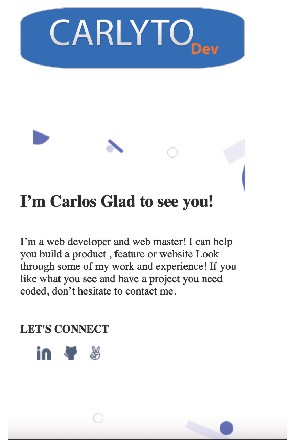 CARLYTO
Dev
I'm Carlos Glad to see you!
I'm a web developer and web master! I can help
you build a product , feature or website Look
through some of my work and experience! If you
like what you see and have a project you need
coded, don't hesitate to contact me.
LET'S CONNECT
in